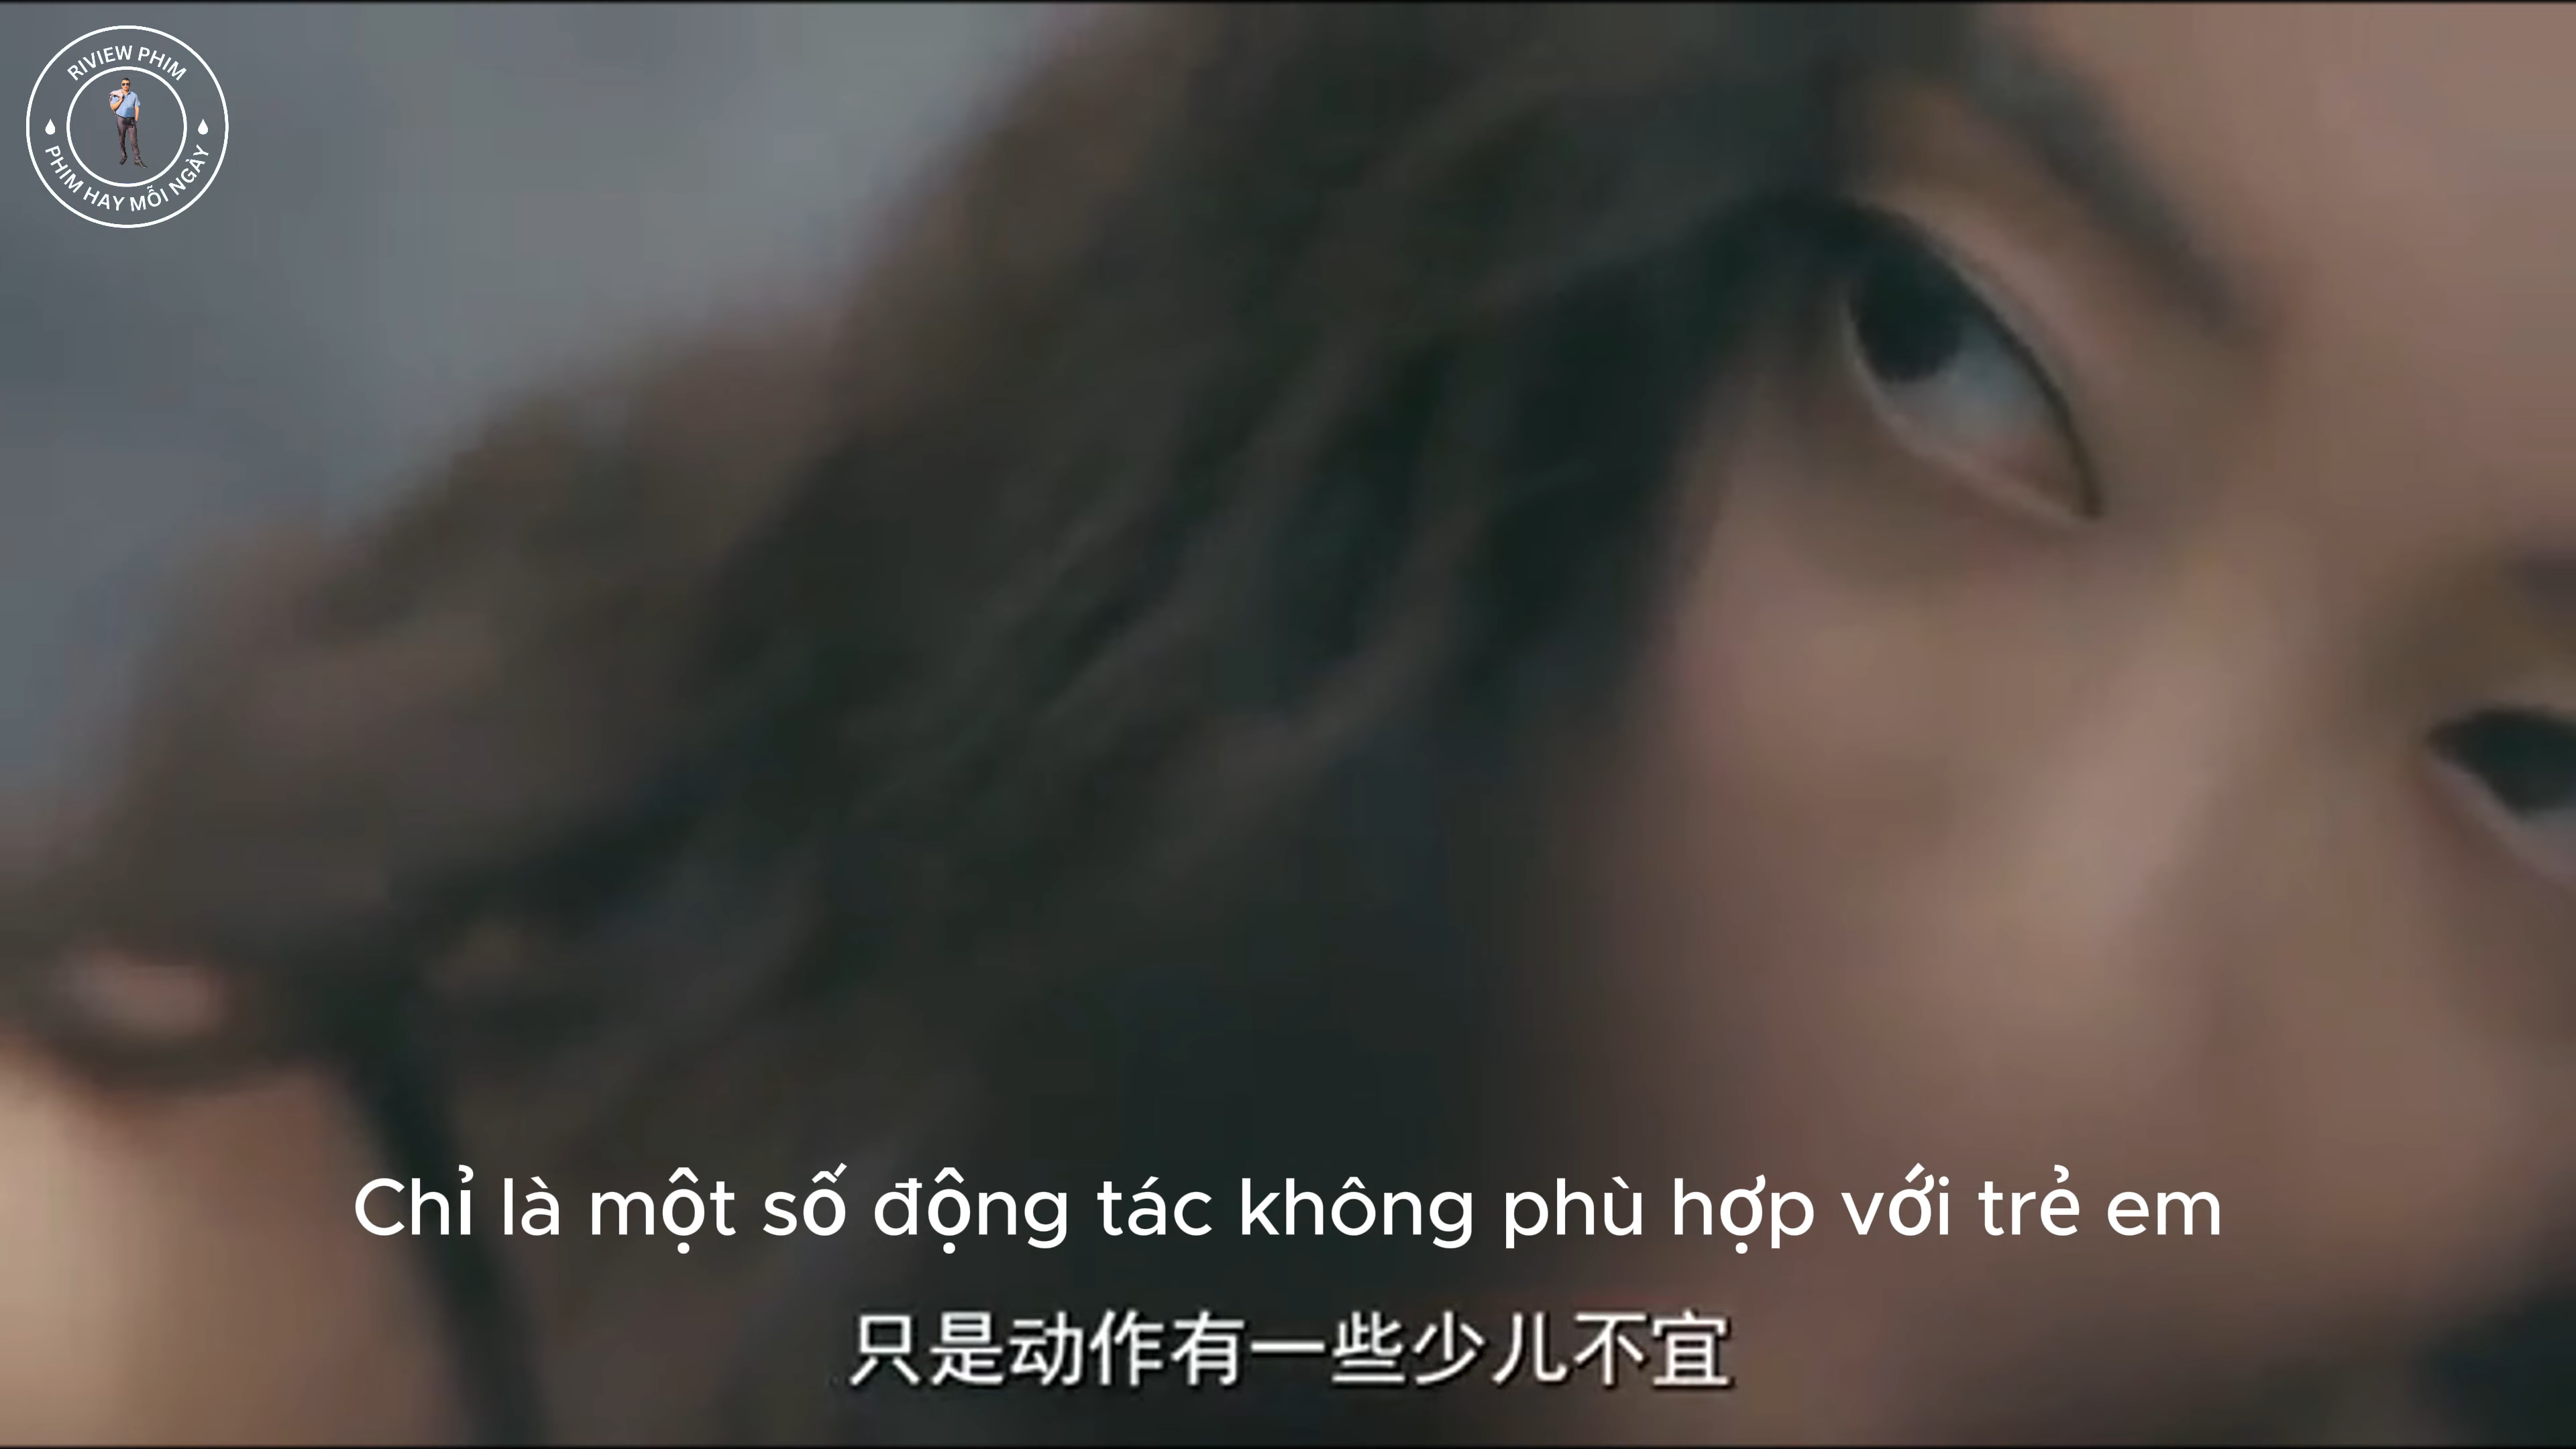 RIVIEW PHIM
PHIM HAY MỖI NGÀY
Chỉ là một số động tác không phù hợp với trẻ em
只是动作有一些少儿不宜